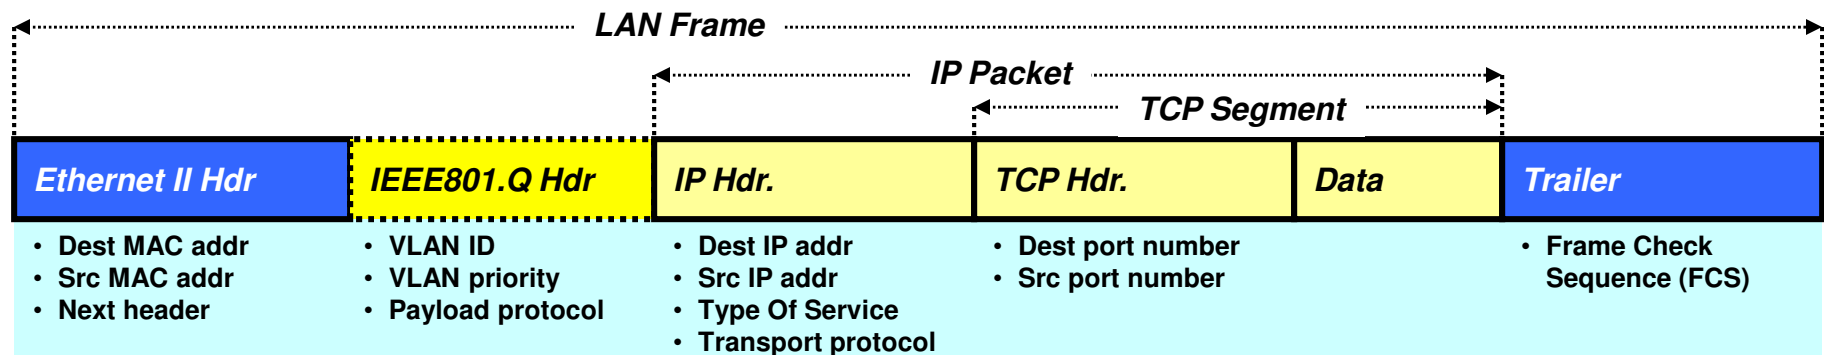 LAN Frame
IP Packet
TCP Segment
Ethernet II Hdr
IEEE801.Q Hdr
IP Hdr.
TCP Hdr.
Data
Trailer
• Dest MAC addr
• Src MAC addr
• Next header
• VLAN ID
• VLAN priority
• Payload protocol
• Dest IP addr
• Src IP addr
• Type Of Service
• Transport protocol
• Dest port number
• Src port number
• Frame Check
Sequence (FCS)